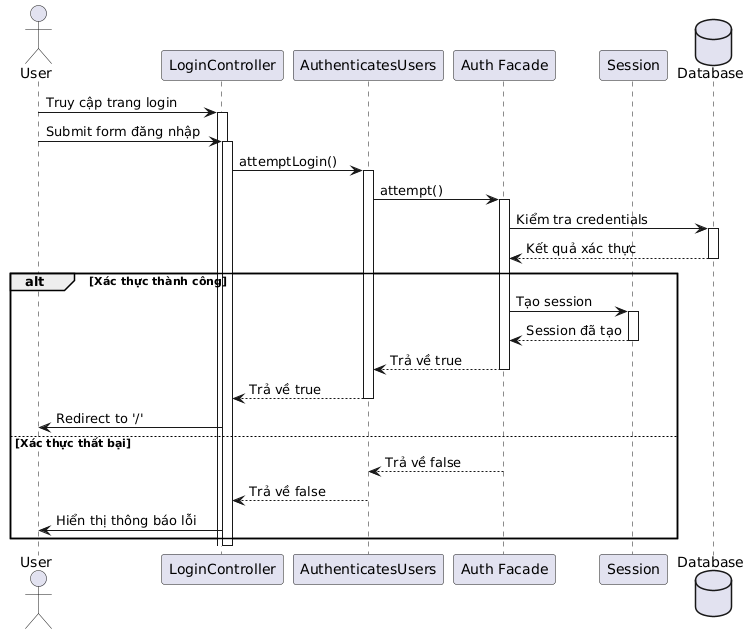 User
LoginController
AuthenticatesUsers
Auth Facade
Session
Database
Truy cập trang login
Submit form đăng nhập
attemptLogin()
attempt()
Kiểm tra credentials
Kết quả xác thực
alt
[Xác thực thành công]
Tạo session
Session đã tạo
Trả về true
Trả về true
Redirect to '/'
[Xác thực thất bại]
Trả về false
Trả về false
Hiển thị thông báo lỗi
User
LoginController
AuthenticatesUsers
Auth Facade
Session
Database